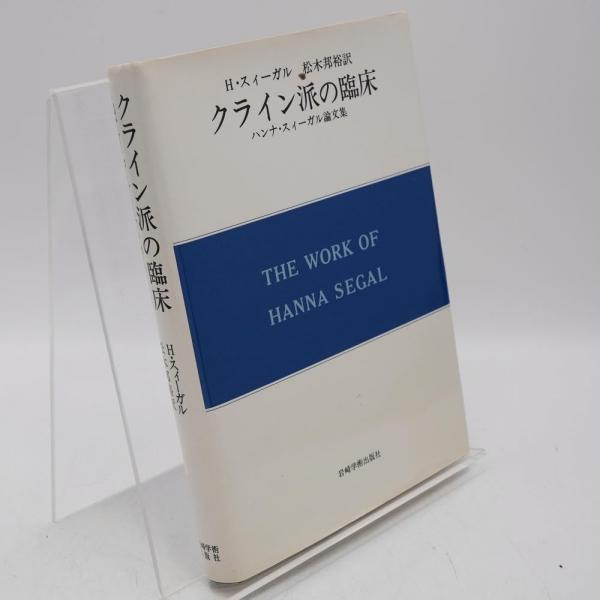 H・スィーガル 松木邦裕訳
クライン派の臨床
ハンナ・スィーガル論文集
THE WORK OF
HANNA SEGAL
岩崎学術出版社
クライン派の臨床
H・スィーガル